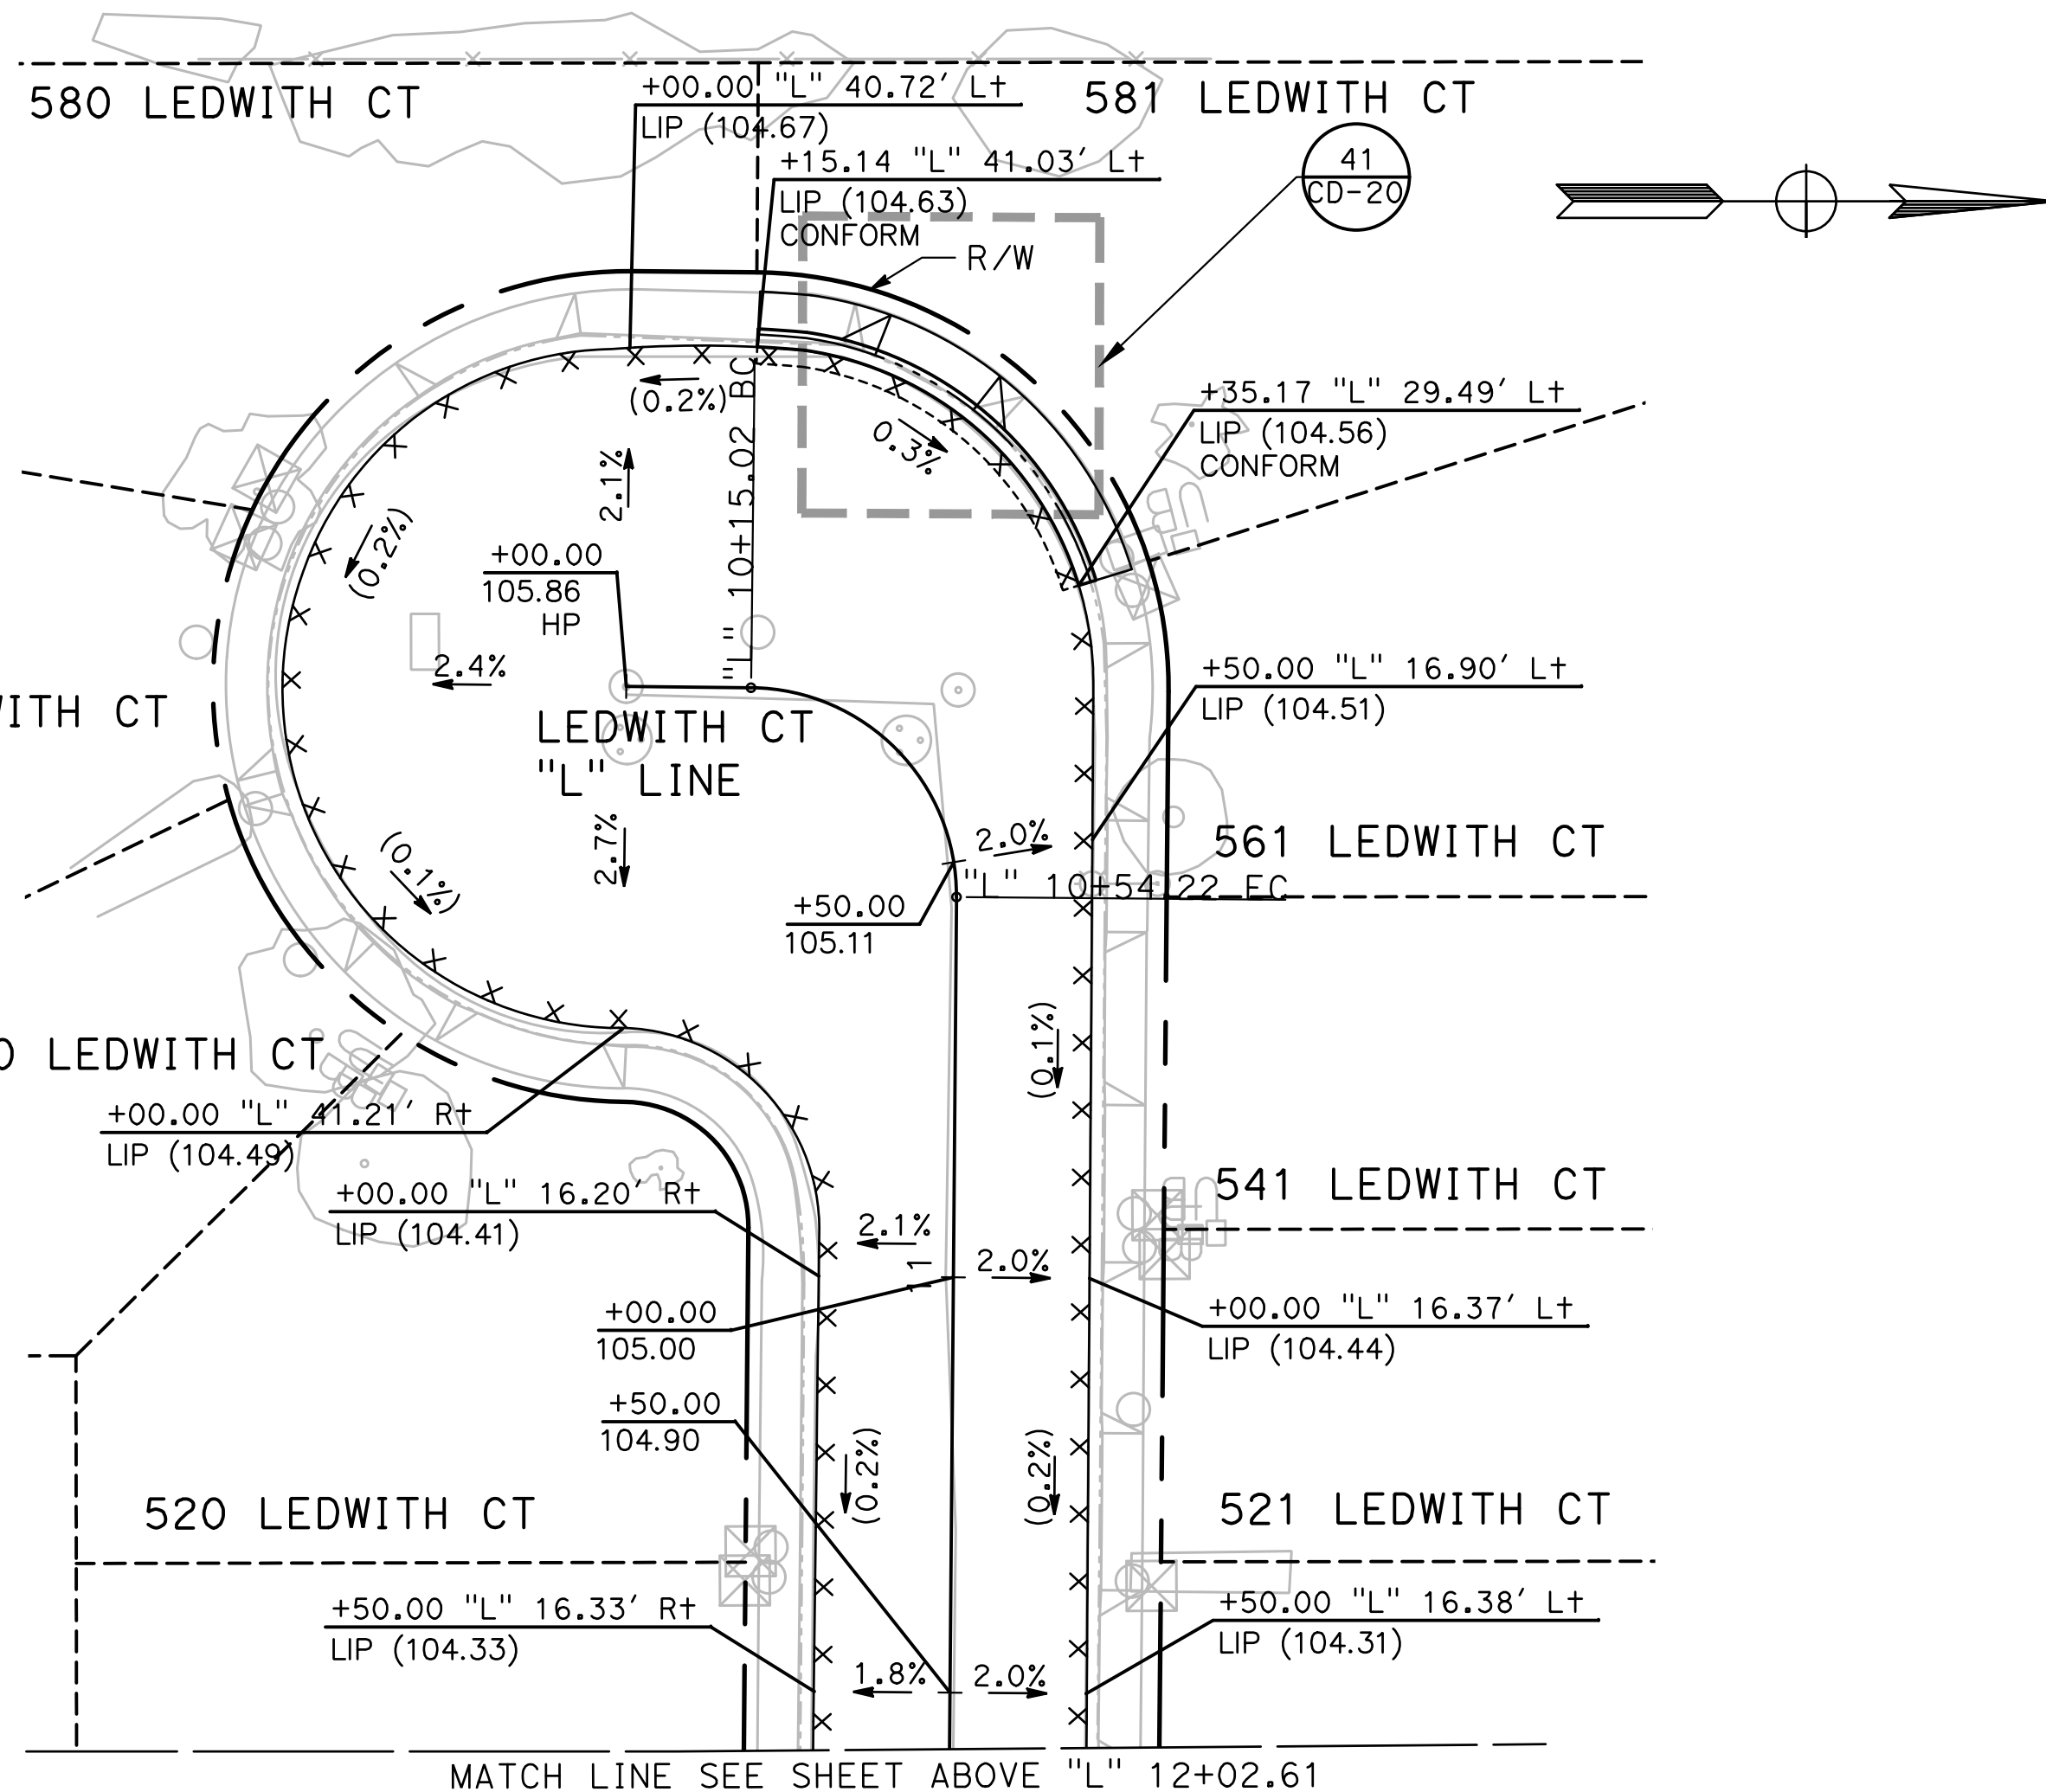 580 LEDWITH CT
+00.00 "L" 40.72' Lt
LIP (104.67)
581 LEDWITH CT
+15.14 "L" 41.03' Lt
LIP (104.63)
CONFORM
41
CD-20
R/W
+35.17 "L" 29.49' Lt
LIP (104.56)
CONFORM
(0.2%)
0.3%
2.1%
"L" 10+15.02 BC
(0.2%)
+00.00
105.86
HP
2.4%
+50.00 "L" 16.90' Lt
LIP (104.51)
WITH CT
LEDWITH CT
"L" LINE
2.7%
(0.1%)
2.0%
561 LEDWITH CT
"L" 10+54.22 EC
+50.00
105.11
(0.1%)
0 LEDWITH CT
+00.00 "L" 41.21' Rt
LIP (104.49)
+00.00 "L" 16.20' Rt
LIP (104.41)
541 LEDWITH CT
2.1%
11
2.0%
+00.00
105.00
+00.00 "L" 16.37' Lt
LIP (104.44)
+50.00
104.90
(0.2%)
(0.2%)
520 LEDWITH CT
521 LEDWITH CT
+50.00 "L" 16.33' Rt
LIP (104.33)
1.8%
2.0%
+50.00 "L" 16.38' Lt
LIP (104.31)
MATCH LINE SEE SHEET ABOVE "L" 12+02.61